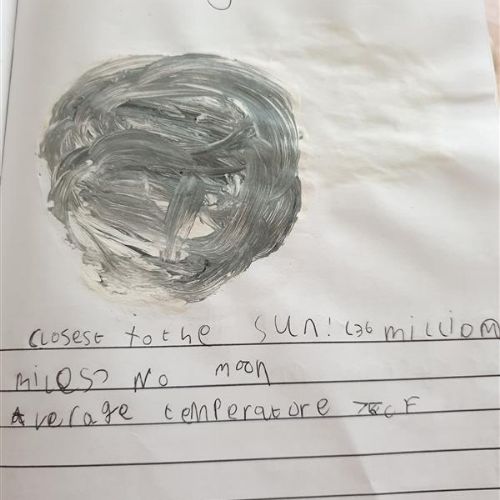 closest to the sun! (36 million
miles) No moon
Average temperature